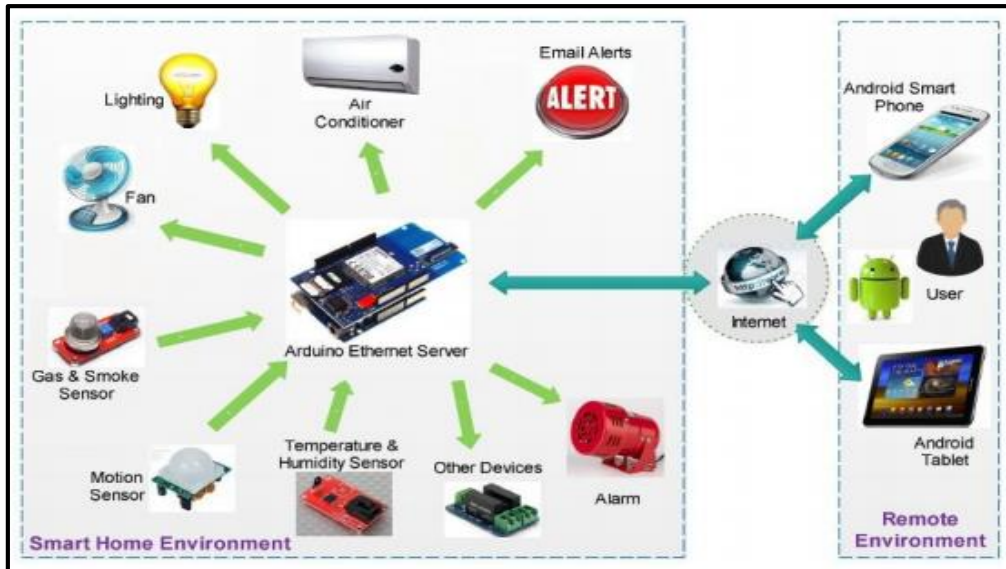 Lighting
Air
Conditioner
Email Alerts
ALERT
Android Smart
Phone
Fan
User
Internet
Arduino Ethernet Server
Gas & Smoke
Sensor
Motion
Sensor
Temperature &
Humidity Sensor
Other Devices
Alarm
Android
Tablet
Smart Home Environment
Remote
Environment